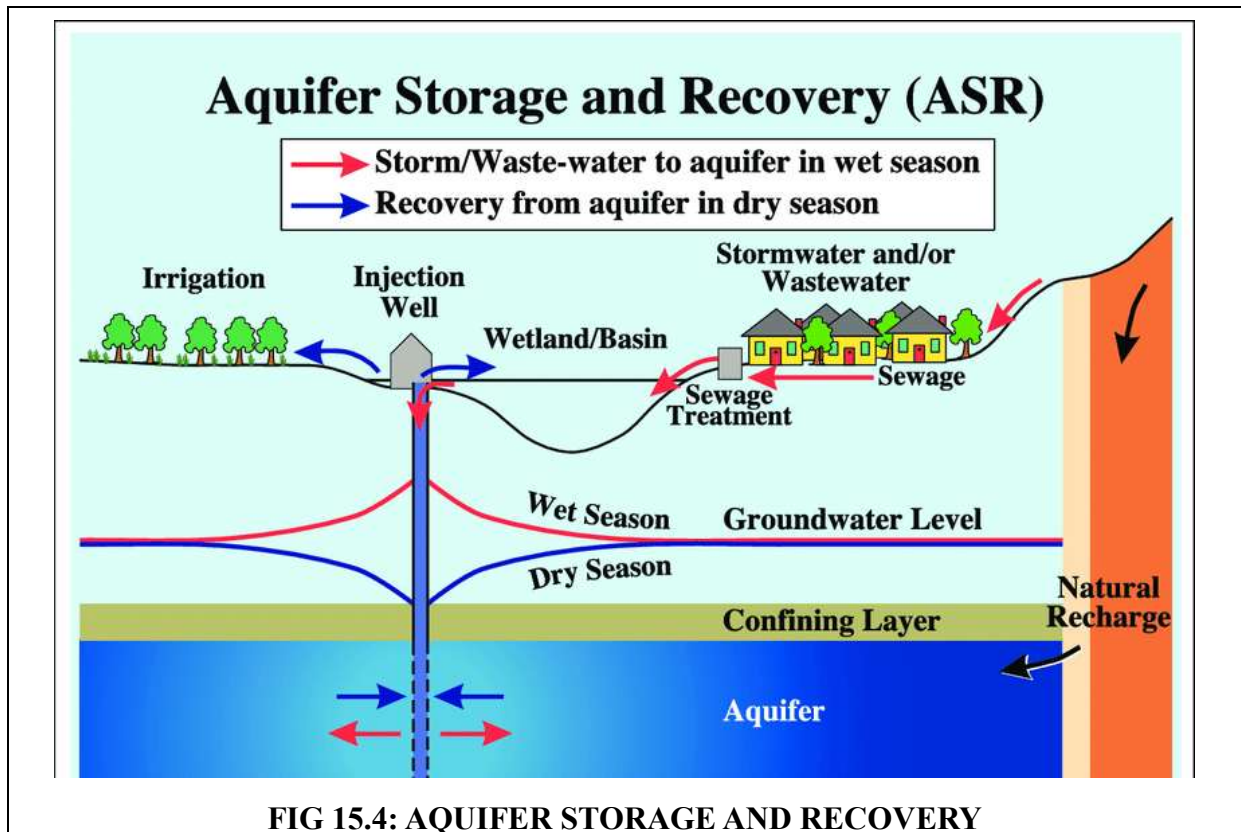 Aquifer Storage and Recovery (ASR)
Storm/Waste-water to aquifer in wet season
Recovery from aquifer in dry season
Irrigation
Injection
Well
Wetland/Basin
Stormwater and/or
Wastewater
Sewage
Sewage
Treatment
Wet Season
Groundwater Level
Dry Season
Natural
Recharge
Confining Layer
Aquifer
FIG 15.4: AQUIFER STORAGE AND RECOVERY